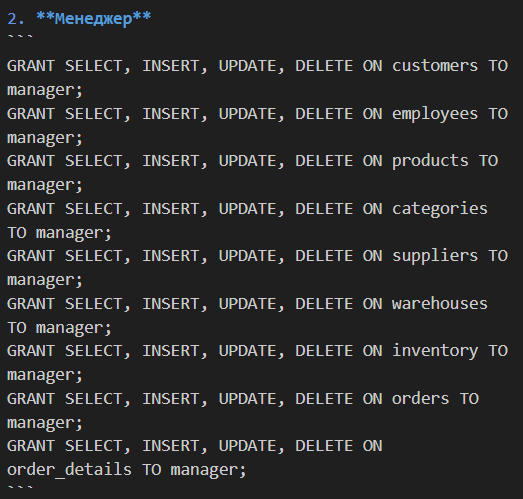 2. **Менеджер**
```
GRANT SELECT, INSERT, UPDATE, DELETE ON customers TO
manager;
GRANT SELECT, INSERT, UPDATE, DELETE ON employees TO
manager;
GRANT SELECT, INSERT, UPDATE, DELETE ON products TO
manager;
GRANT SELECT, INSERT, UPDATE, DELETE ON categories
TO manager;
GRANT SELECT, INSERT, UPDATE, DELETE ON suppliers TO
manager;
GRANT SELECT, INSERT, UPDATE, DELETE ON warehouses
TO manager;
GRANT SELECT, INSERT, UPDATE, DELETE ON inventory TO
manager;
GRANT SELECT, INSERT, UPDATE, DELETE ON orders TO
manager;
GRANT SELECT, INSERT, UPDATE, DELETE ON
order_details TO manager;
```